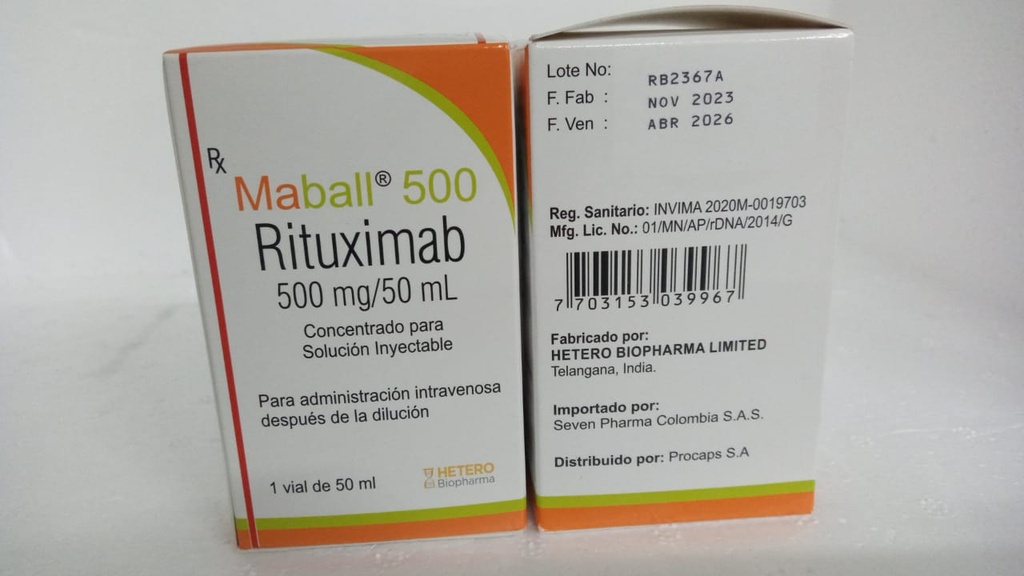 Rx
Maball® 500
Rituximab
500 mg/50 mL
Concentrado para
Solución Inyectable
Para administración intravenosa
después de la dilución
1 vial de 50 ml
HETERO
Biopharma
Lote No: RB2367A
F. Fab : NOV 2023
F. Ven : ABR 2026
Reg. Sanitario: INVIMA 2020M-0019703
Mfg. Lic. No.: 01/MN/AP/rDNA/2014/G
7 703153 039967
Fabricado por:
HETERO BIOPHARMA LIMITED
Telangana, India.
Importado por:
Seven Pharma Colombia S.A.S.
Distribuido por: Procaps S.A